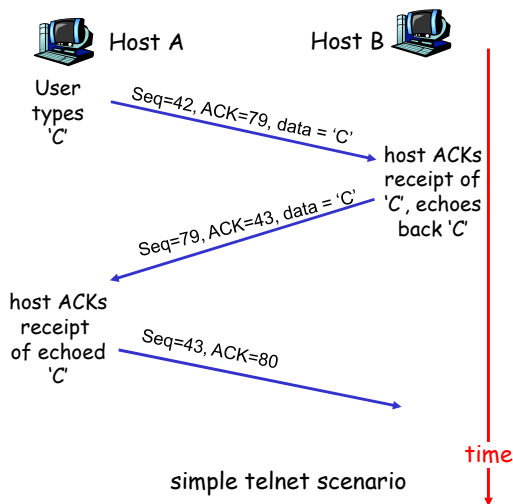 Host A
Host B
User
types
‘C’
Seq=42, ACK=79, data = ‘C’
host ACKs
receipt of
‘C’, echoes
back ‘C’
Seq=79, ACK=43, data = ‘C’
host ACKs
receipt
of echoed
‘C’
Seq=43, ACK=80
time
simple telnet scenario